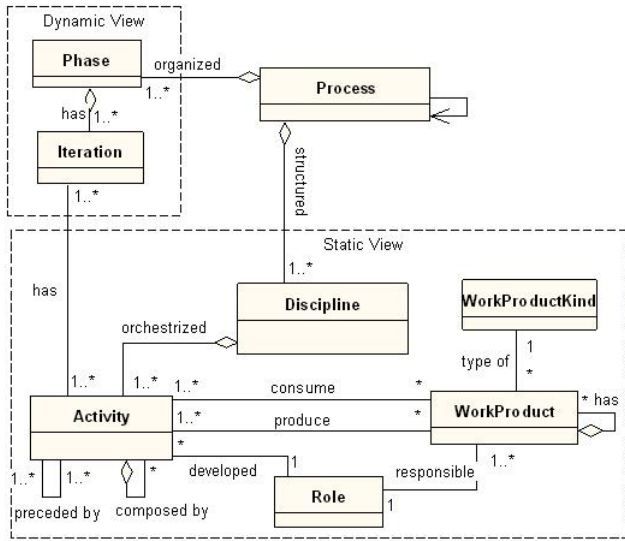 Dynamic View
Phase
organized
1..*
Process
has
1..*
Iteration
1..*
structured
Static View
1..*
has
Discipline
WorkProductKind
orchestrized
1
type of
*
1..*
1..*
1..*
consume
*
* has
Activity
WorkProduct
1..*
produce
*
*
developed
1
responsible
1..*
1..*
1..*
*
Role
1
preceded by
composed by